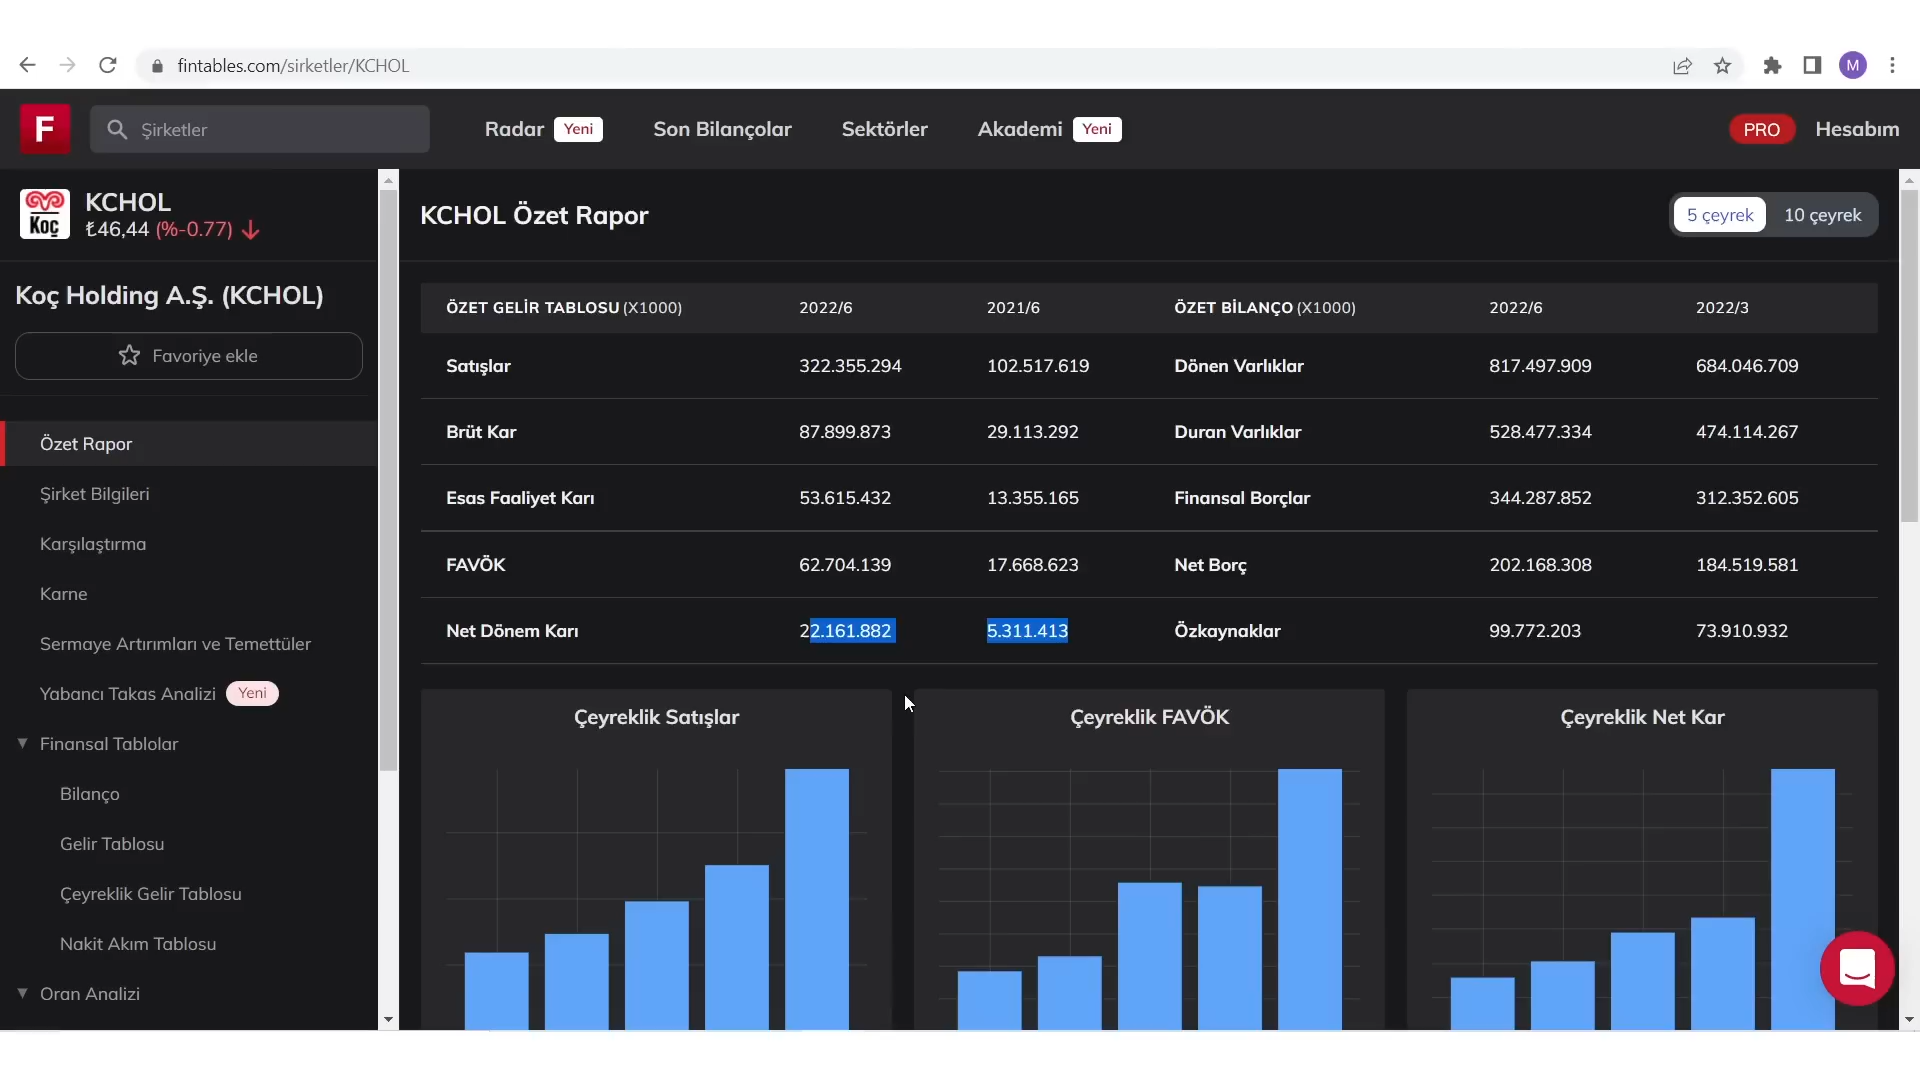 fintables.com/sirketler/KCHOL
M
F
Şirketler
Radar Yeni
Son Bilançolar
Sektörler
Akademi Yeni
PRO
Hesabım
Koç
KCHOL
₺46,44 (%-0.77)
Koç Holding A.Ş. (KCHOL)
Favoriye ekle
Özet Rapor
Şirket Bilgileri
Karşılaştırma
Karne
Sermaye Artırımları ve Temettüler
Yabancı Takas Analizi Yeni
Finansal Tablolar
Bilanço
Gelir Tablosu
Çeyreklik Gelir Tablosu
Nakit Akım Tablosu
Oran Analizi
KCHOL Özet Rapor
5 çeyrek 10 çeyrek
ÖZET GELİR TABLOSU (X1000) 2022/6 2021/6 ÖZET BİLANÇO (X1000) 2022/6 2022/3
Satışlar 322.355.294 102.517.619 Dönen Varlıklar 817.497.909 684.046.709
Brüt Kar 87.899.873 29.113.292 Duran Varlıklar 528.477.334 474.114.267
Esas Faaliyet Karı 53.615.432 13.355.165 Finansal Borçlar 344.287.852 312.352.605
FAVÖK 62.704.139 17.668.623 Net Borç 202.168.308 184.519.581
Net Dönem Karı 22.161.882 5.311.413 Özkaynaklar 99.772.203 73.910.932
Çeyreklik Satışlar
Çeyreklik FAVÖK
Çeyreklik Net Kar